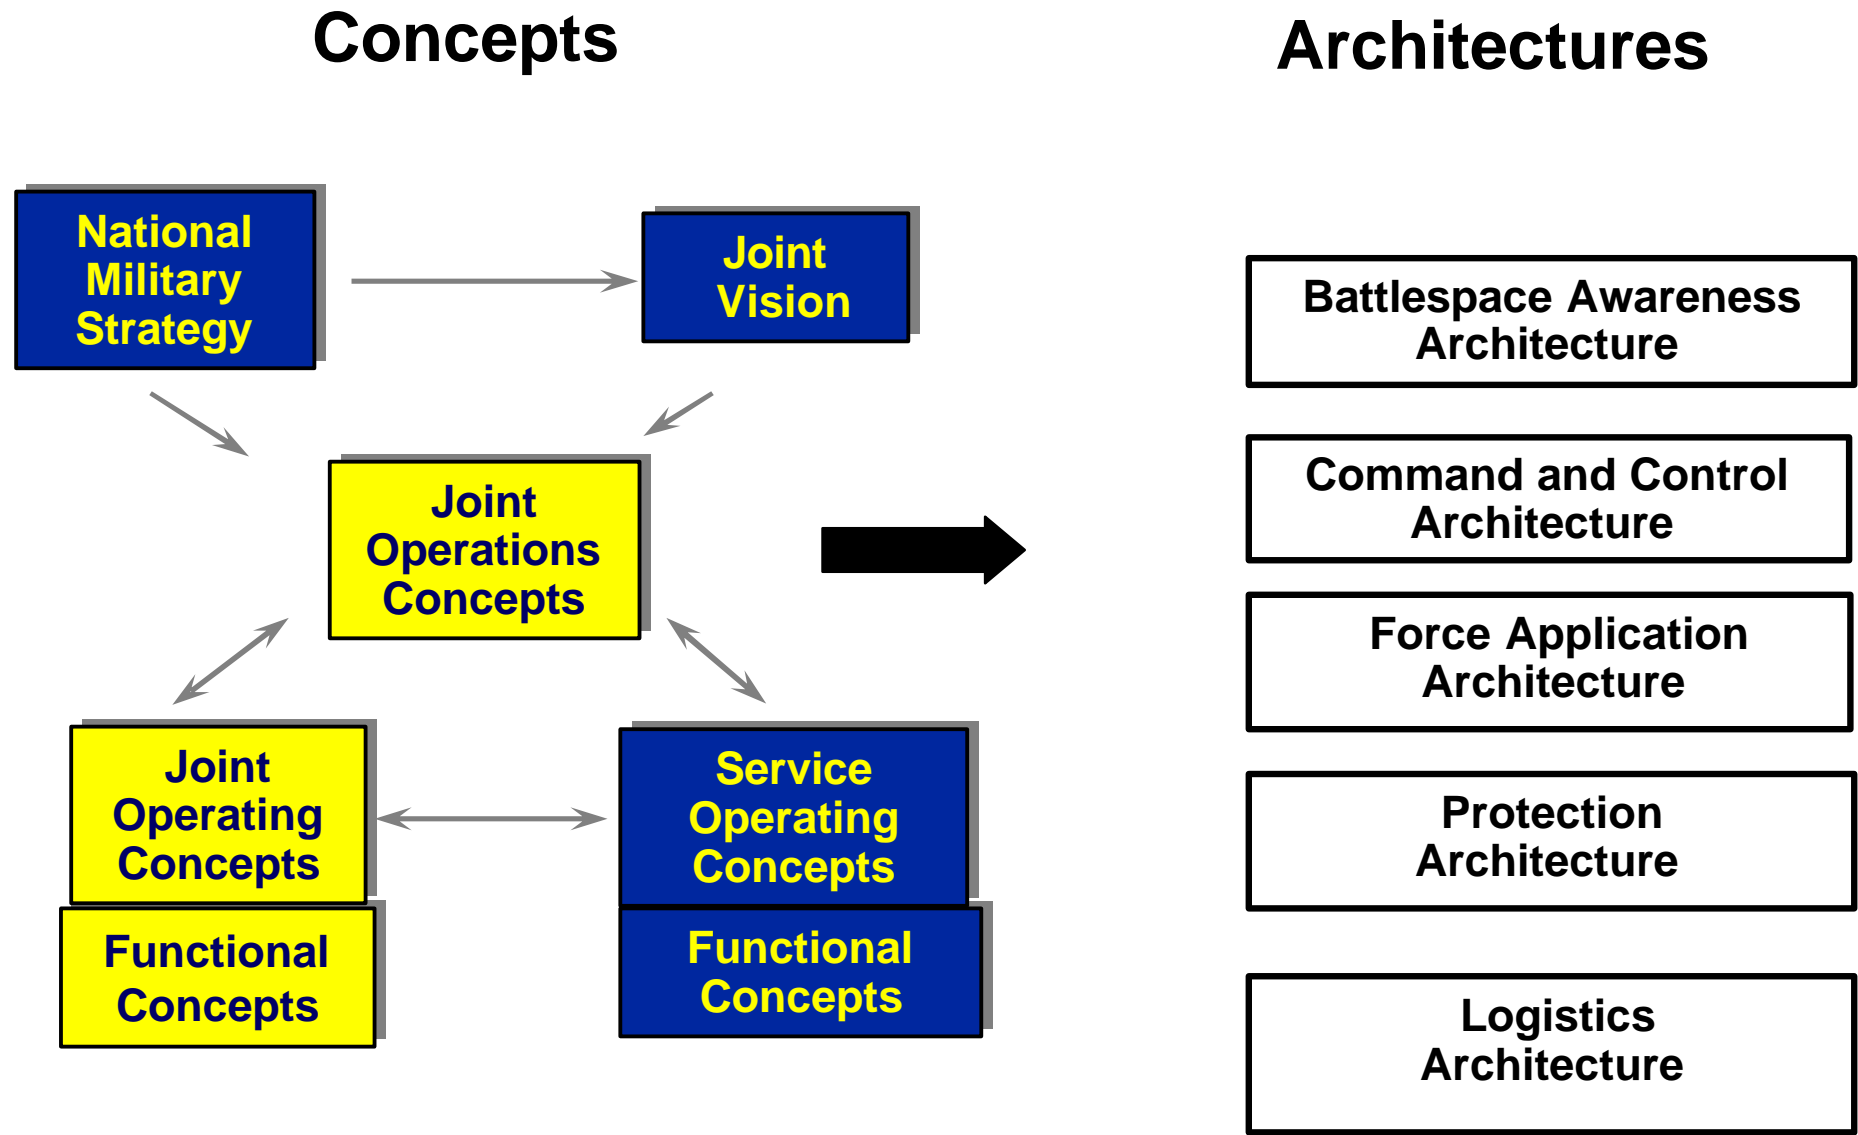 Concepts
Architectures
National
Military
Strategy
Joint
Vision
Joint
Operations
Concepts
Joint
Operating
Concepts
Functional
Concepts
Service
Operating
Concepts
Functional
Concepts
Battlespace Awareness
Architecture
Command and Control
Architecture
Force Application
Architecture
Protection
Architecture
Logistics
Architecture